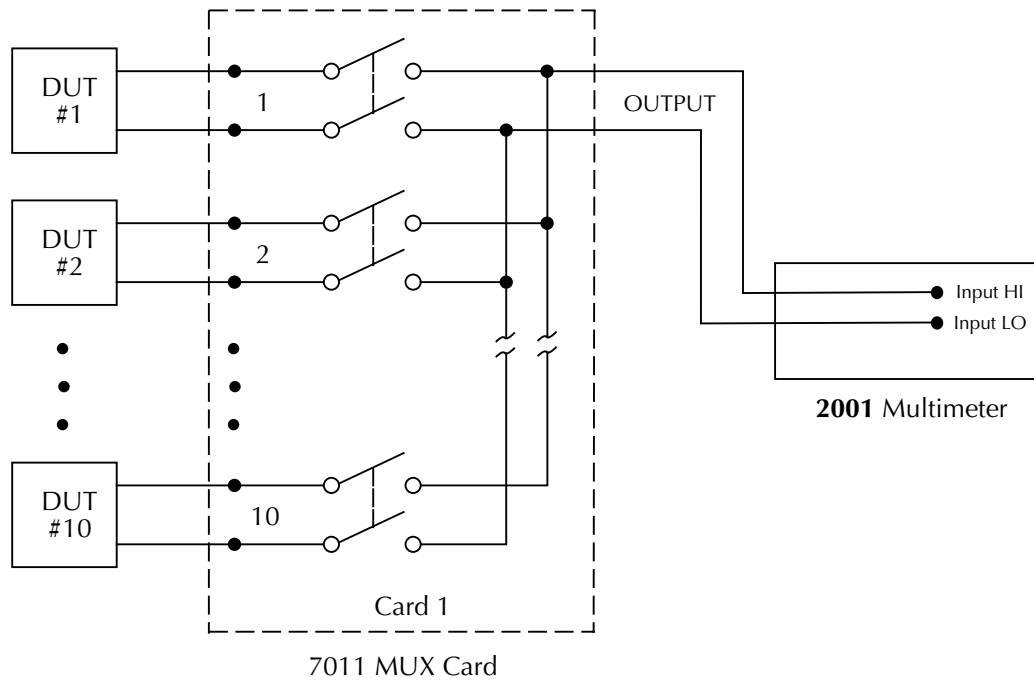 DUT
#1
1
OUTPUT
DUT
#2
2
Input HI
Input LO
2001 Multimeter
DUT
#10
10
Card 1
7011 MUX Card